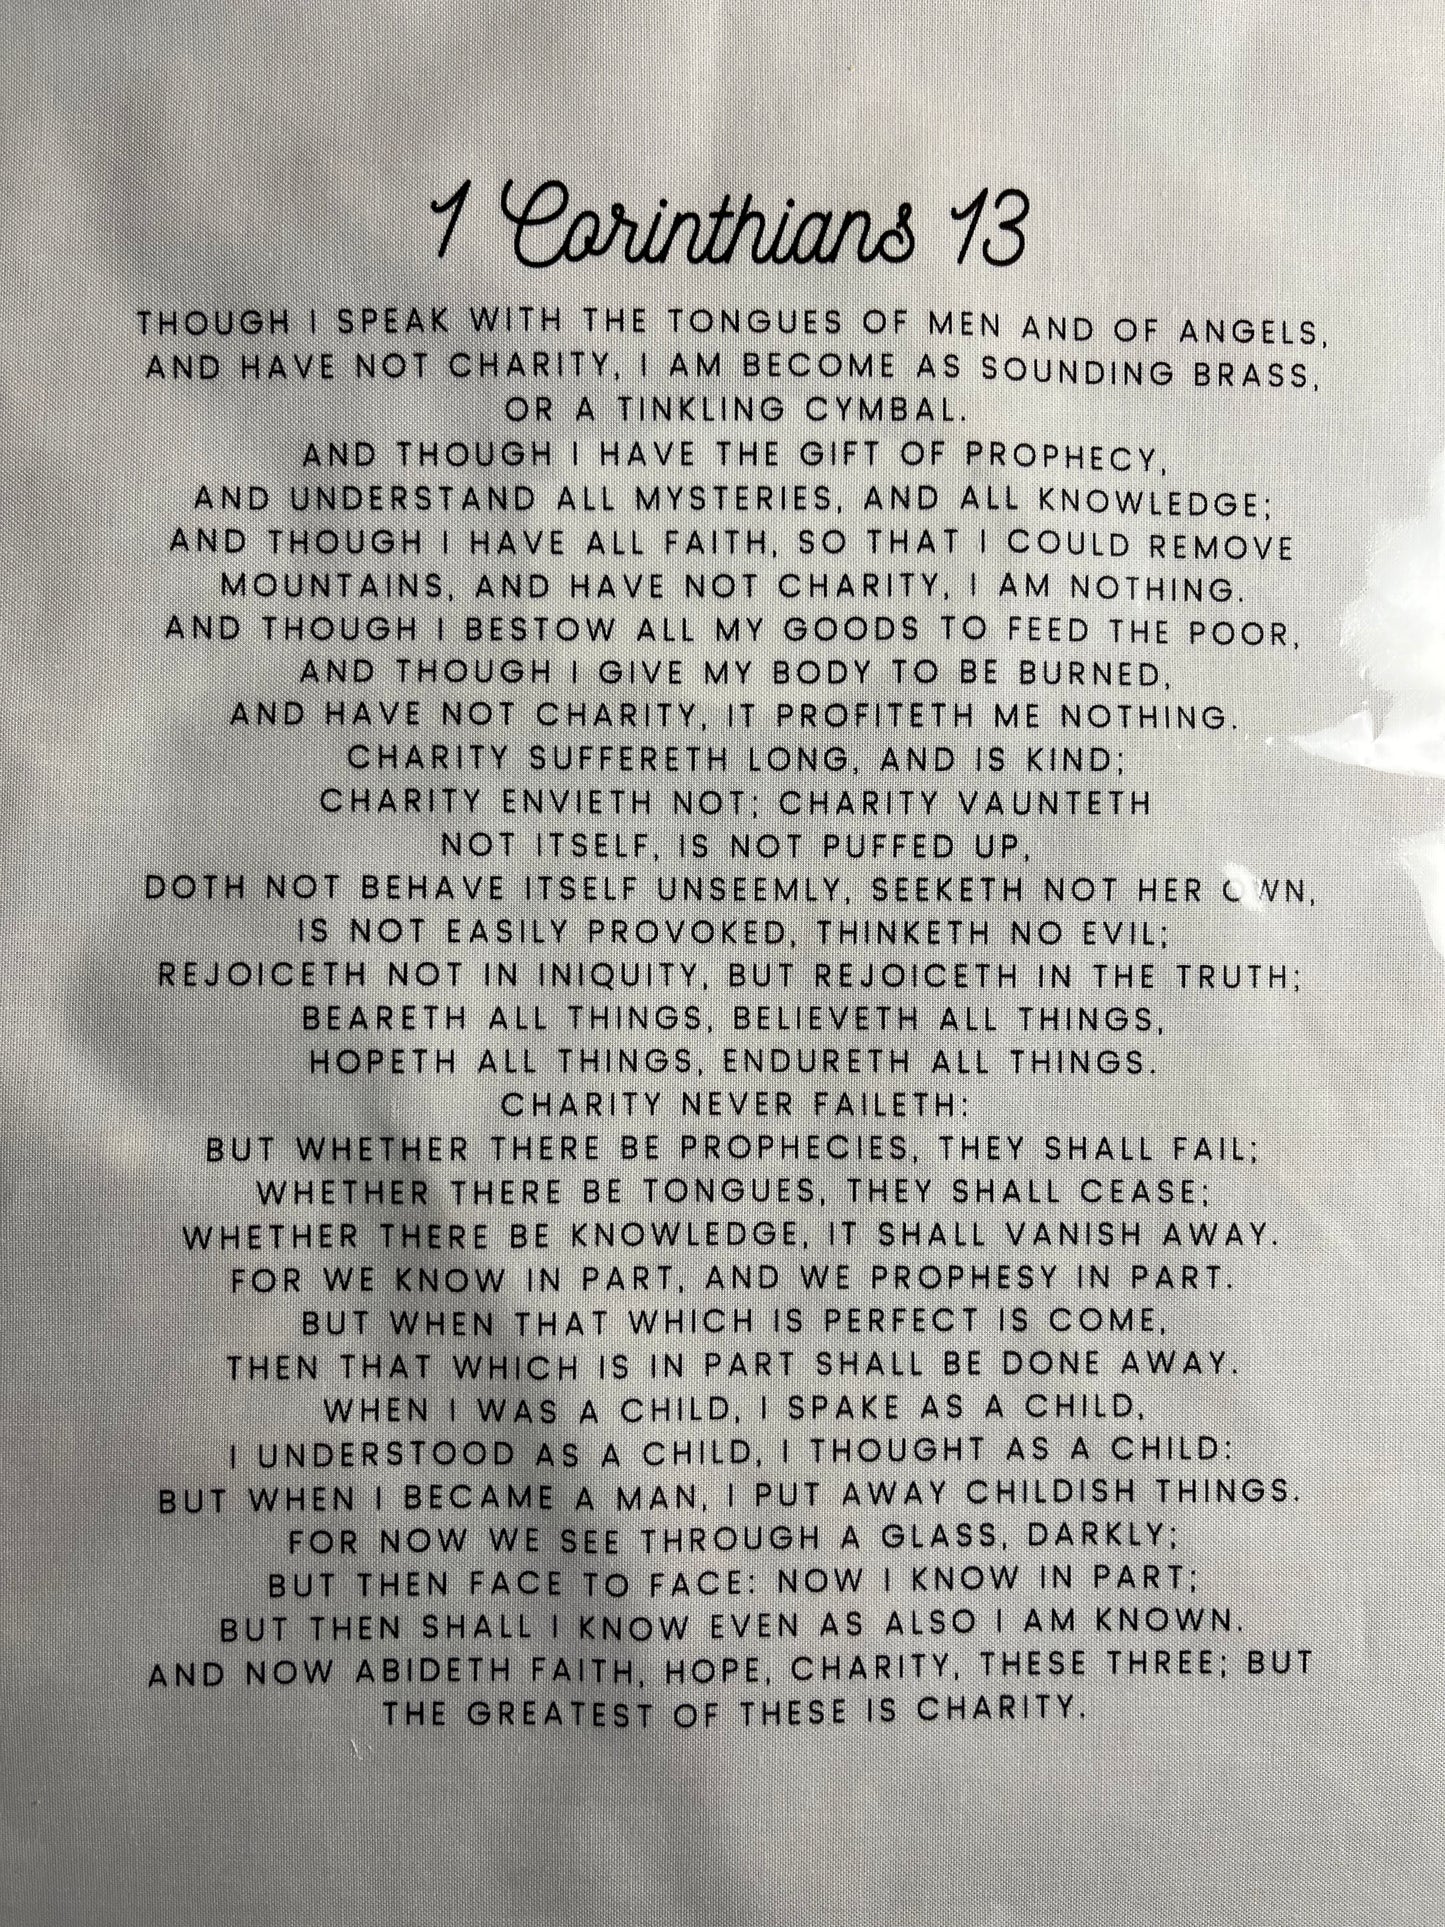 1 Corinthians 13
THOUGH I SPEAK WITH THE TONGUES OF MEN AND OF ANGELS,
AND HAVE NOT CHARITY, I AM BECOME AS SOUNDING BRASS,
OR A TINKLING CYMBAL.
AND THOUGH I HAVE THE GIFT OF PROPHECY,
AND UNDERSTAND ALL MYSTERIES, AND ALL KNOWLEDGE;
AND THOUGH I HAVE ALL FAITH, SO THAT I COULD REMOVE
MOUNTAINS, AND HAVE NOT CHARITY, I AM NOTHING.
AND THOUGH I BESTOW ALL MY GOODS TO FEED THE POOR,
AND THOUGH I GIVE MY BODY TO BE BURNED,
AND HAVE NOT CHARITY, IT PROFITETH ME NOTHING.
CHARITY SUFFERETH LONG, AND IS KIND;
CHARITY ENVIETH NOT; CHARITY VAUNTETH
NOT ITSELF, IS NOT PUFFED UP,
DOTH NOT BEHAVE ITSELF UNSEEMLY, SEEKETH NOT HER OWN,
IS NOT EASILY PROVOKED, THINKETH NO EVIL;
REJOICETH NOT IN INIQUITY, BUT REJOICETH IN THE TRUTH;
BEARETH ALL THINGS, BELIEVETH ALL THINGS,
HOPETH ALL THINGS, ENDURETH ALL THINGS.
CHARITY NEVER FAILETH:
BUT WHETHER THERE BE PROPHECIES, THEY SHALL FAIL;
WHETHER THERE BE TONGUES, THEY SHALL CEASE;
WHETHER THERE BE KNOWLEDGE, IT SHALL VANISH AWAY.
FOR WE KNOW IN PART, AND WE PROPHESY IN PART.
BUT WHEN THAT WHICH IS PERFECT IS COME,
THEN THAT WHICH IS IN PART SHALL BE DONE AWAY.
WHEN I WAS A CHILD, I SPAKE AS A CHILD,
I UNDERSTOOD AS A CHILD, I THOUGHT AS A CHILD:
BUT WHEN I BECAME A MAN, I PUT AWAY CHILDISH THINGS.
FOR NOW WE SEE THROUGH A GLASS, DARKLY;
BUT THEN FACE TO FACE: NOW I KNOW IN PART;
BUT THEN SHALL I KNOW EVEN AS ALSO I AM KNOWN.
AND NOW ABIDETH FAITH, HOPE, CHARITY, THESE THREE; BUT
THE GREATEST OF THESE IS CHARITY.